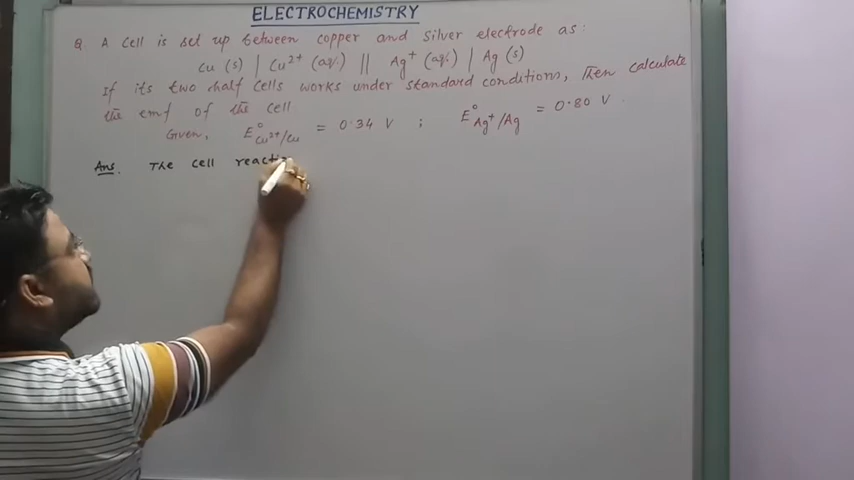 ELECTROCHEMISTRY
Q A cell is set up between copper and silver electrode as:
Cu (s) | Cu²⁺ (aq.) || Ag⁺ (aq.) | Ag (s)
If its two half cells works under standard conditions, Then calculate
the emf of the cell
Given, E°Cu²⁺/Cu = 0.34 V ; E°Ag⁺/Ag = 0.80 V
Ans. The cell reactio